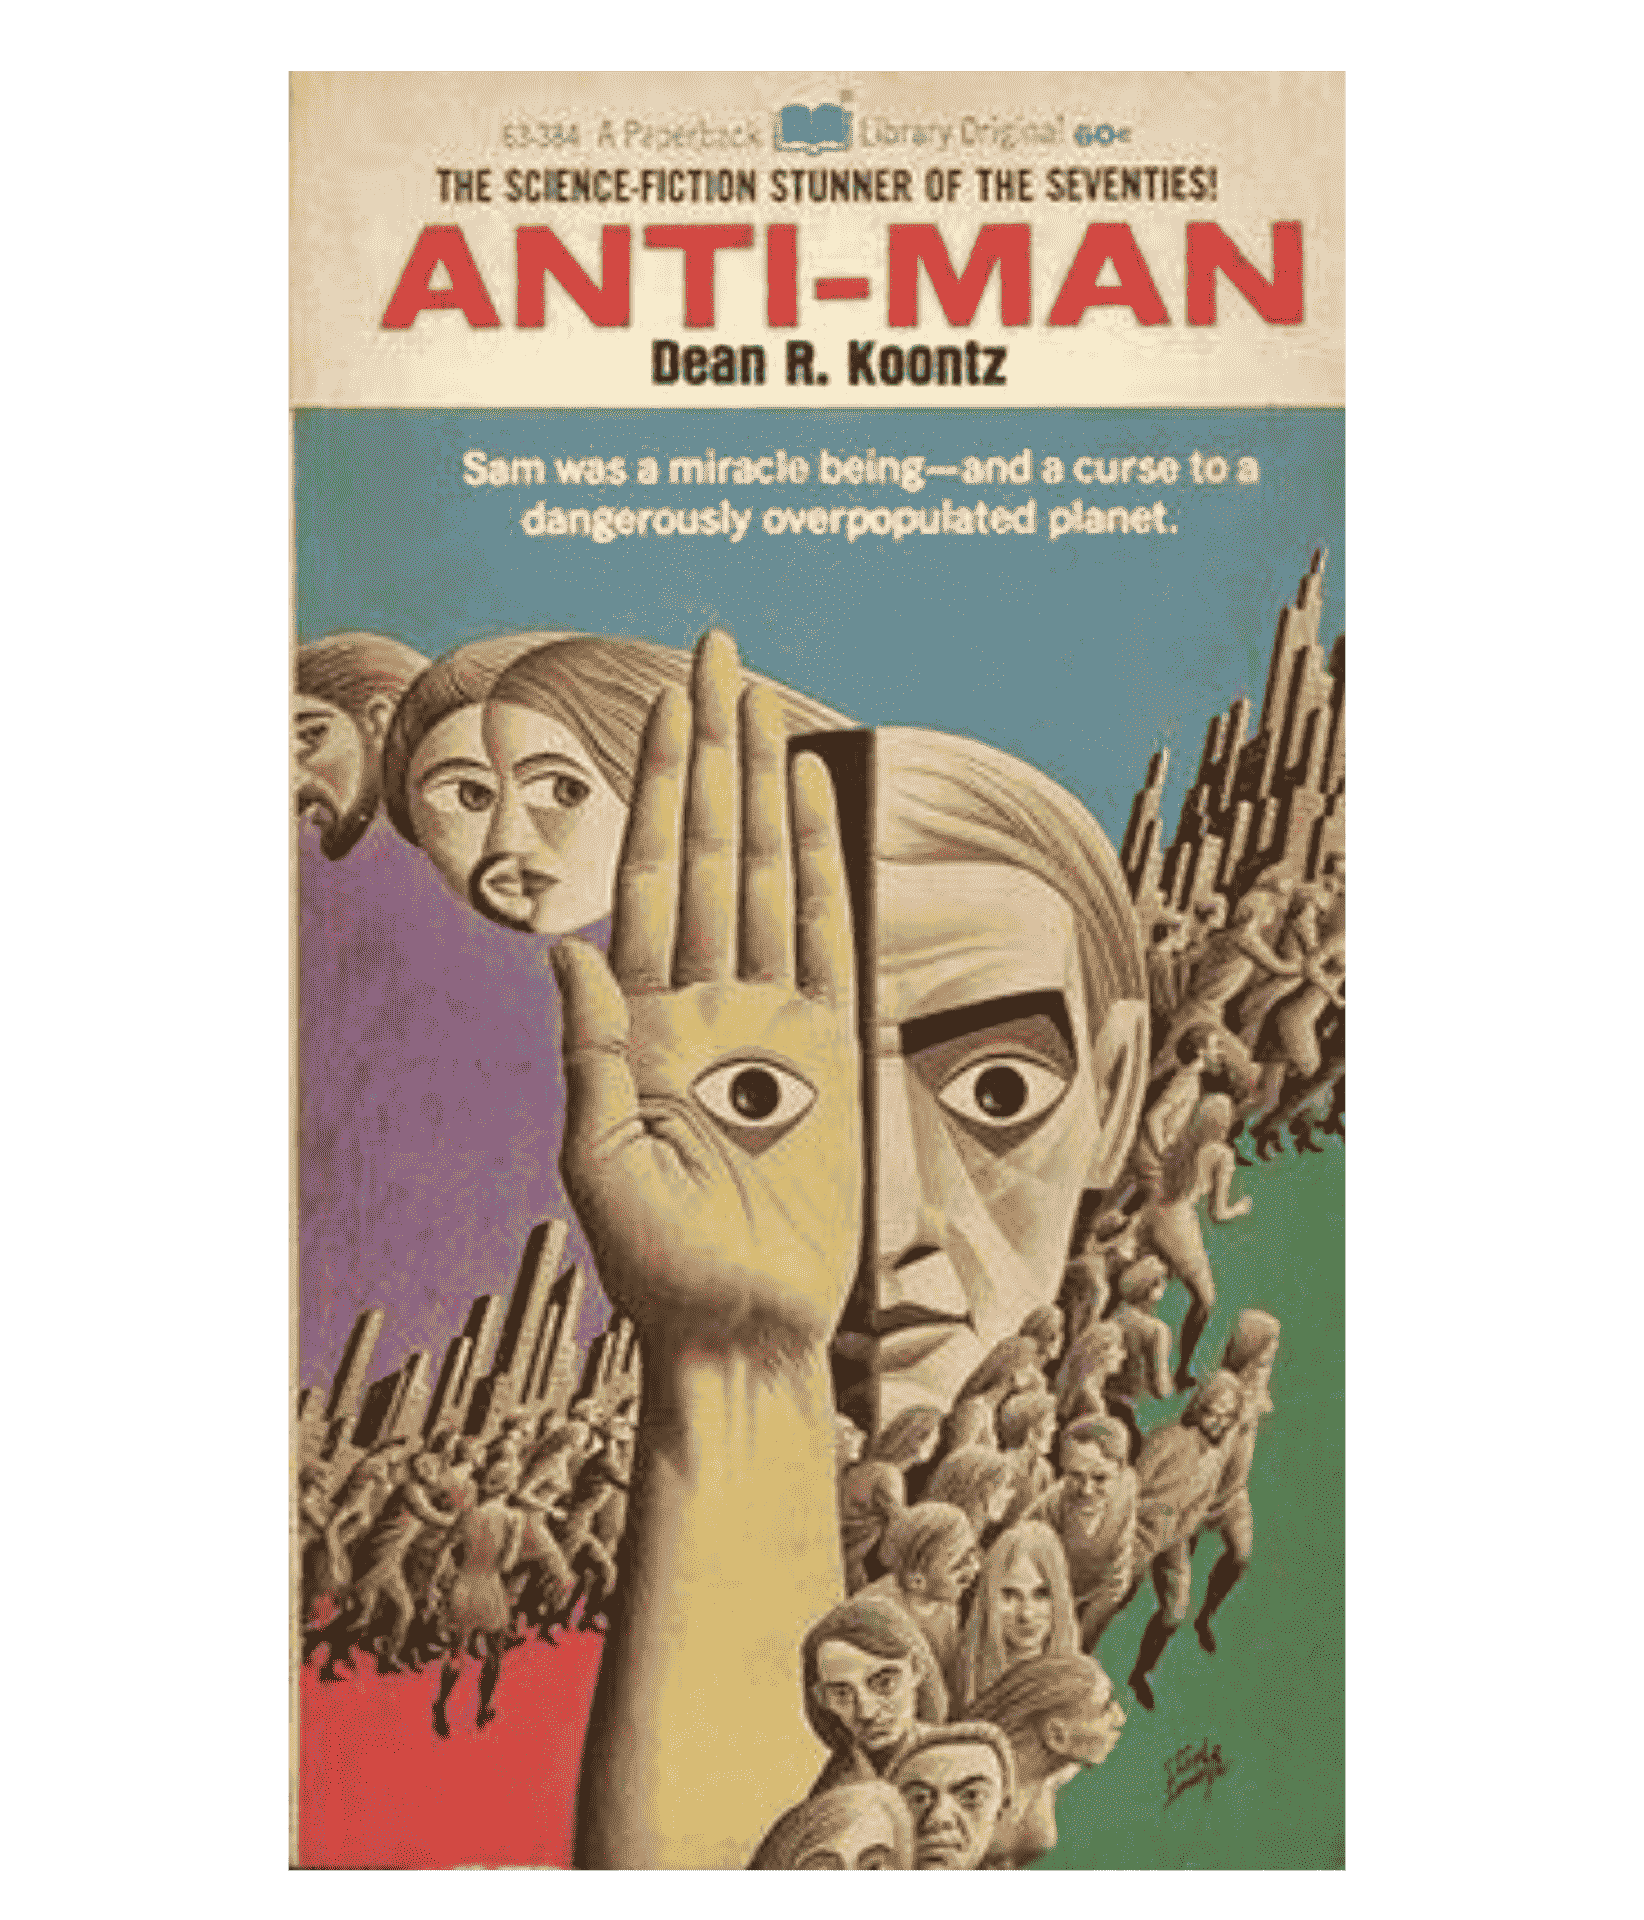 63-384 A Paperback Library Original 60¢
THE SCIENCE-FICTION STUNNER OF THE SEVENTIES!
ANTI-MAN
Dean R. Koontz
Sam was a miracle being—and a curse to a
dangerously overpopulated planet.